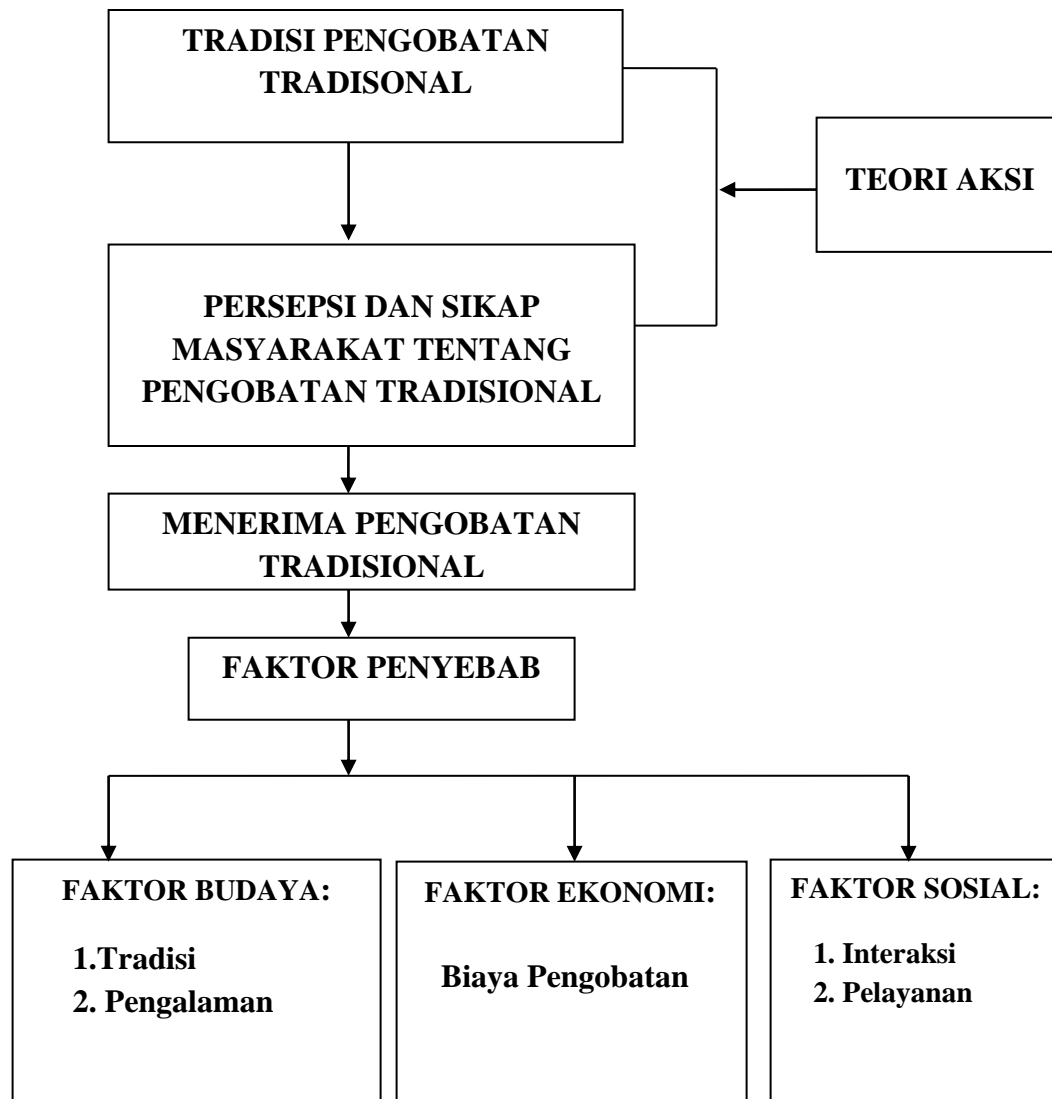 TRADISI PENGOBATAN
TRADISONAL
TEORI AKSI
PERSEPSI DAN SIKAP
MASYARAKAT TENTANG
PENGOBATAN TRADISIONAL
MENERIMA PENGOBATAN
TRADISIONAL
FAKTOR PENYEBAB
FAKTOR BUDAYA:
1.Tradisi
2. Pengalaman
FAKTOR EKONOMI:
Biaya Pengobatan
FAKTOR SOSIAL:
1. Interaksi
2. Pelayanan